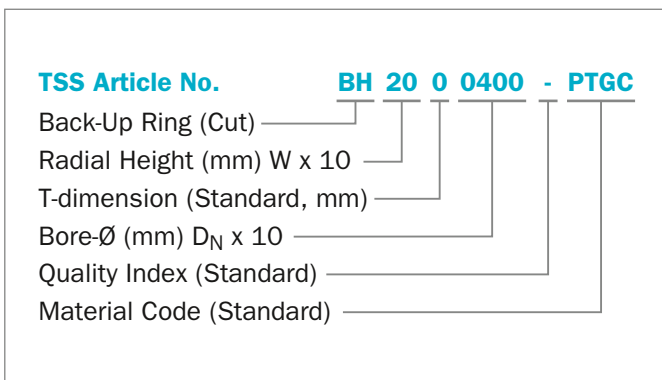 TSS Article No. BH 20 0 0400 - PTGC
Back-Up Ring (Cut)
Radial Height (mm) W x 10
T-dimension (Standard, mm)
Bore-Ø (mm) DN x 10
Quality Index (Standard)
Material Code (Standard)